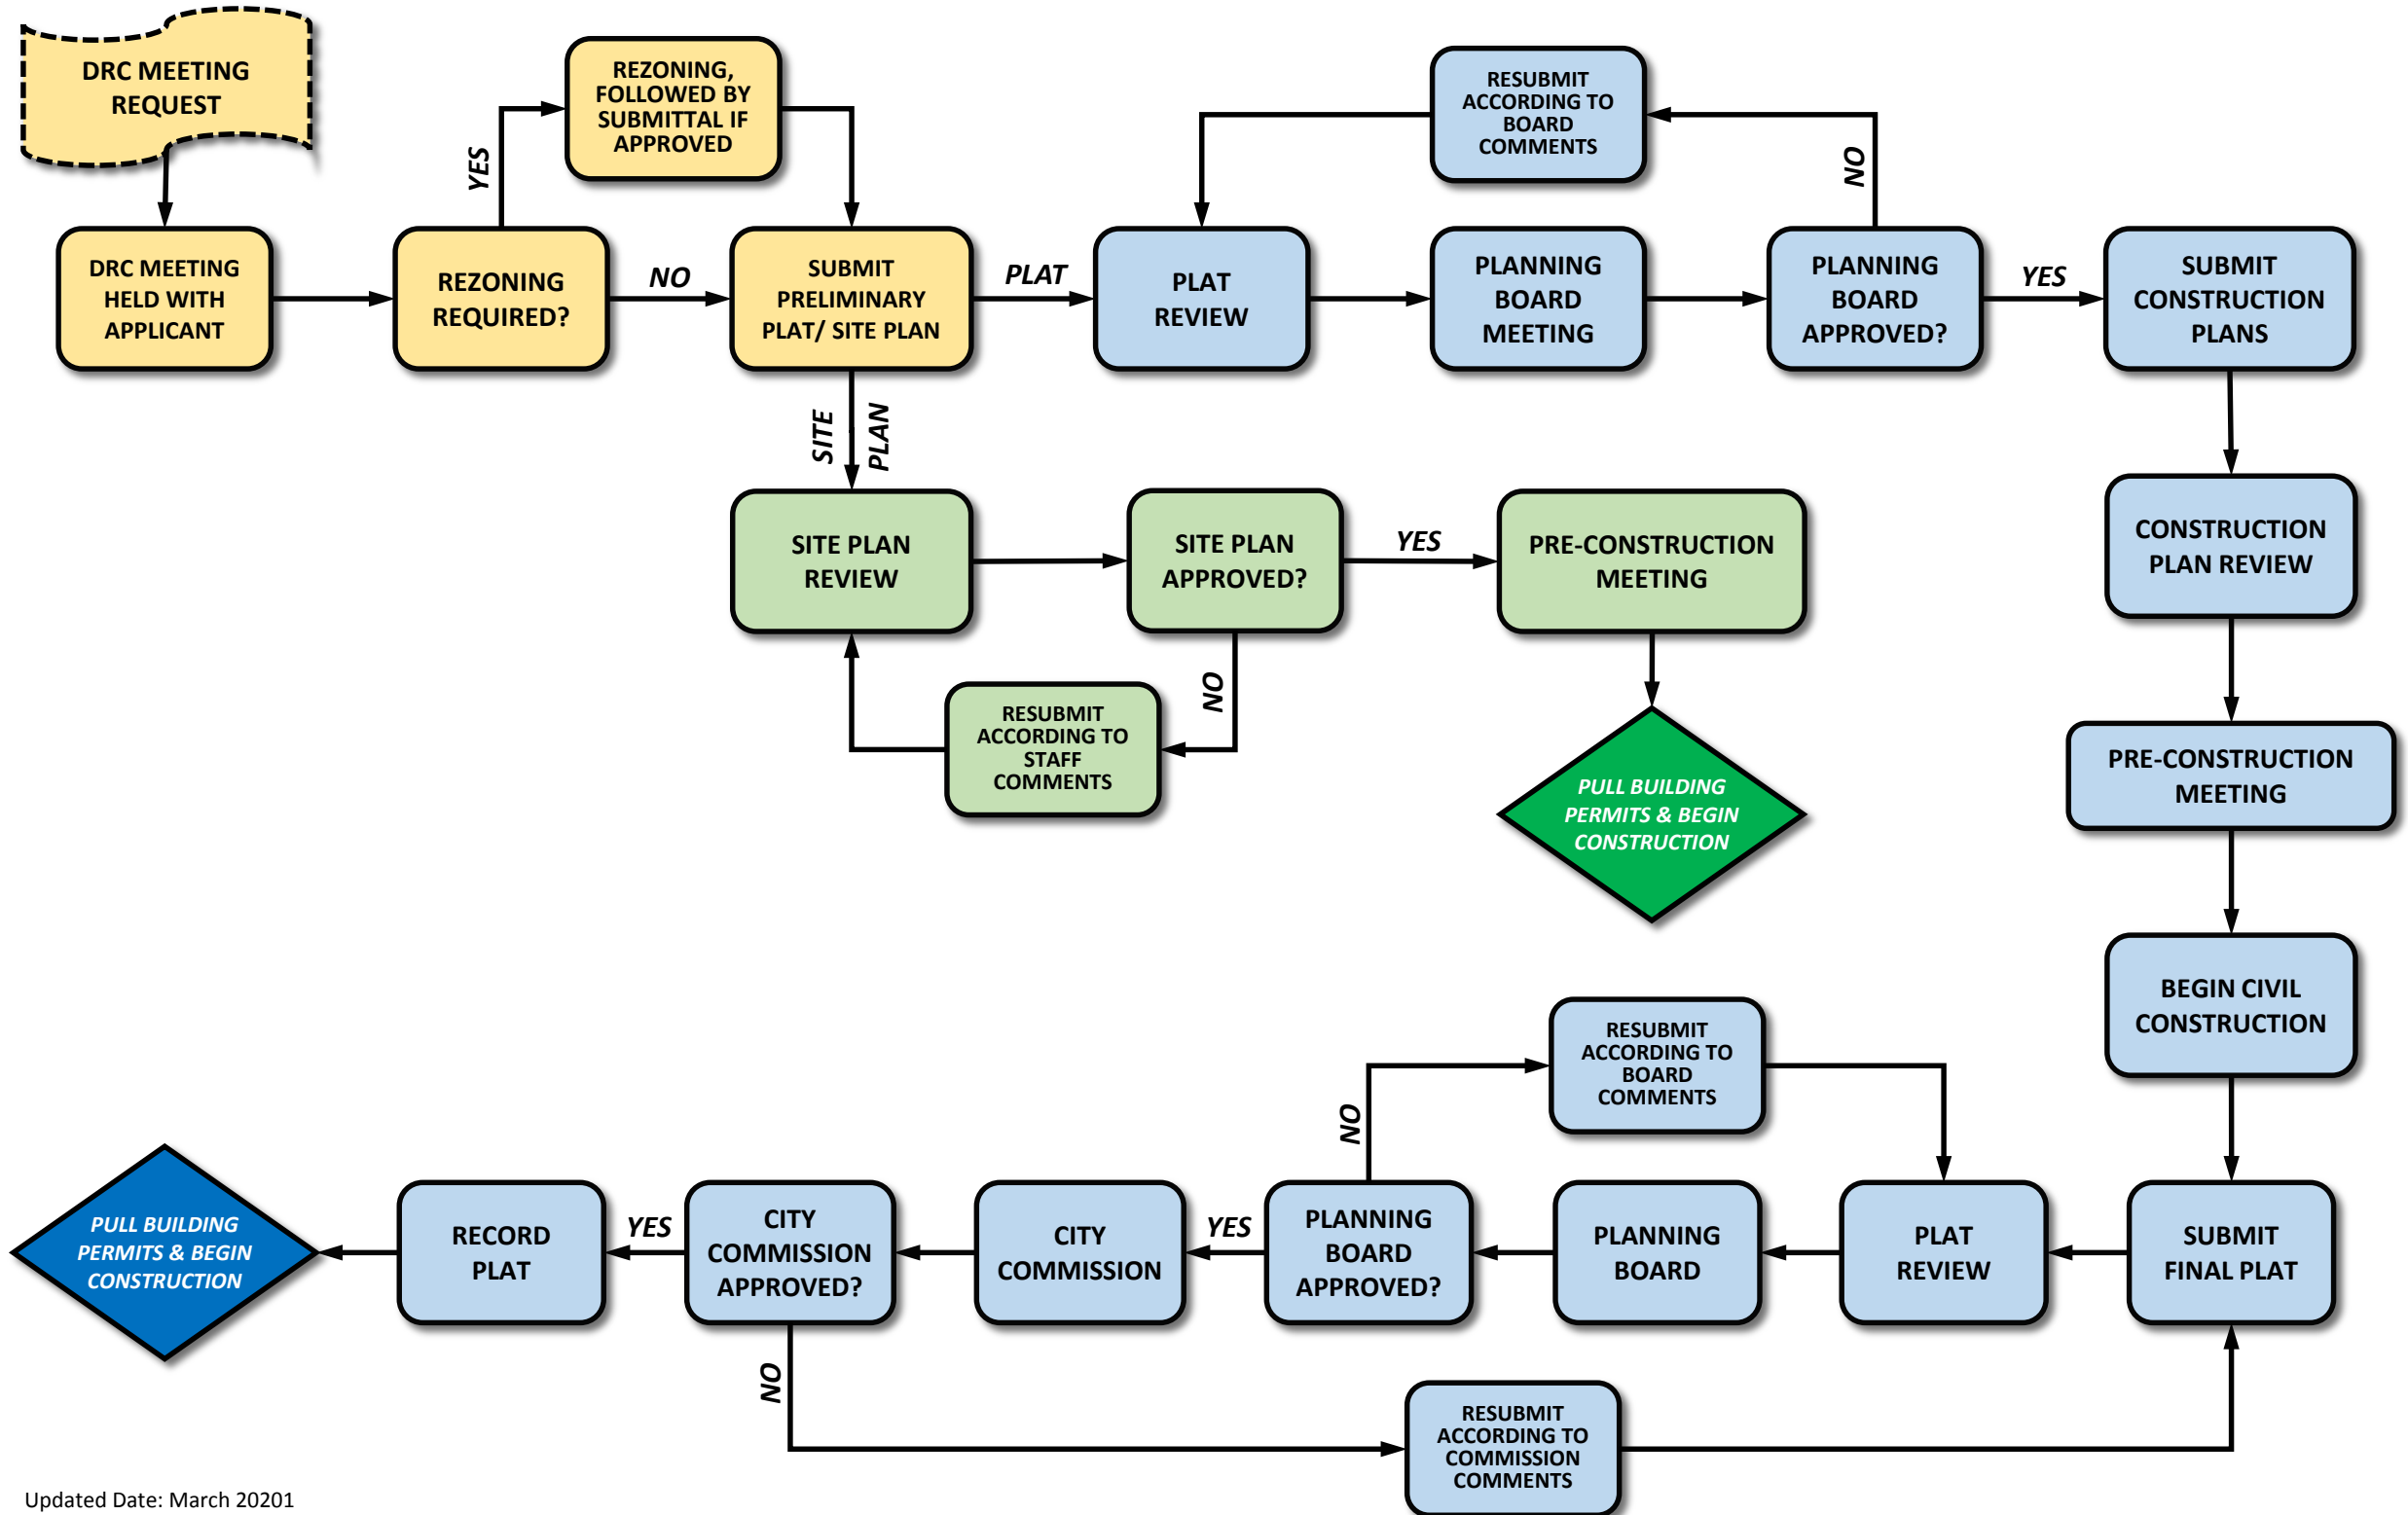 DRC MEETING
REQUEST
REZONING,
FOLLOWED BY
SUBMITTAL IF
APPROVED
RESUBMIT
ACCORDING TO
BOARD
COMMENTS
YES
NO
DRC MEETING
HELD WITH
APPLICANT
REZONING
REQUIRED?
NO
SUBMIT
PRELIMINARY
PLAT/ SITE PLAN
PLAT
PLAT
REVIEW
PLANNING
BOARD
MEETING
PLANNING
BOARD
APPROVED?
YES
SUBMIT
CONSTRUCTION
PLANS
SITE
PLAN
SITE PLAN
REVIEW
SITE PLAN
APPROVED?
YES
PRE-CONSTRUCTION
MEETING
CONSTRUCTION
PLAN REVIEW
NO
RESUBMIT
ACCORDING TO
STAFF
COMMENTS
PULL BUILDING
PERMITS & BEGIN
CONSTRUCTION
PRE-CONSTRUCTION
MEETING
BEGIN CIVIL
CONSTRUCTION
RESUBMIT
ACCORDING TO
BOARD
COMMENTS
NO
PULL BUILDING
PERMITS & BEGIN
CONSTRUCTION
RECORD
PLAT
YES
CITY
COMMISSION
APPROVED?
CITY
COMMISSION
YES
PLANNING
BOARD
APPROVED?
PLANNING
BOARD
PLAT
REVIEW
SUBMIT
FINAL PLAT
NO
RESUBMIT
ACCORDING TO
COMMISSION
COMMENTS
Updated Date: March 20201